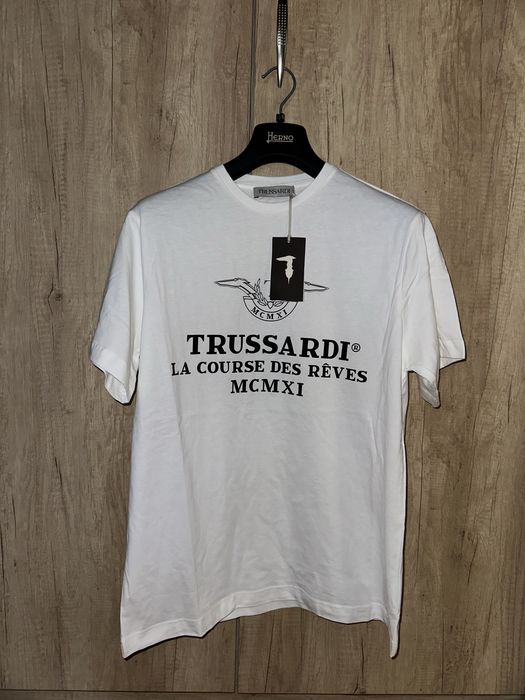 HERNO
TRUSSARDI
MCMXI
TRUSSARDI®
LA COURSE DES RÊVES
MCMXI